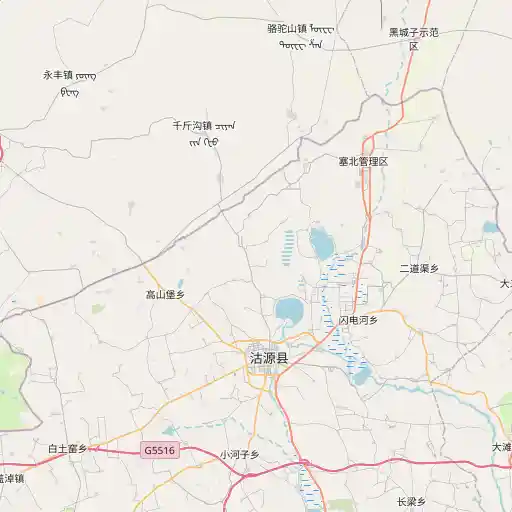 骆驼山镇
黑城子示范
区
永丰镇
千斤沟镇
塞北管理区
二道渠乡
高山堡乡
闪电河乡
沽源县
白土窑乡
G5516
小河子乡
大滩
长梁乡